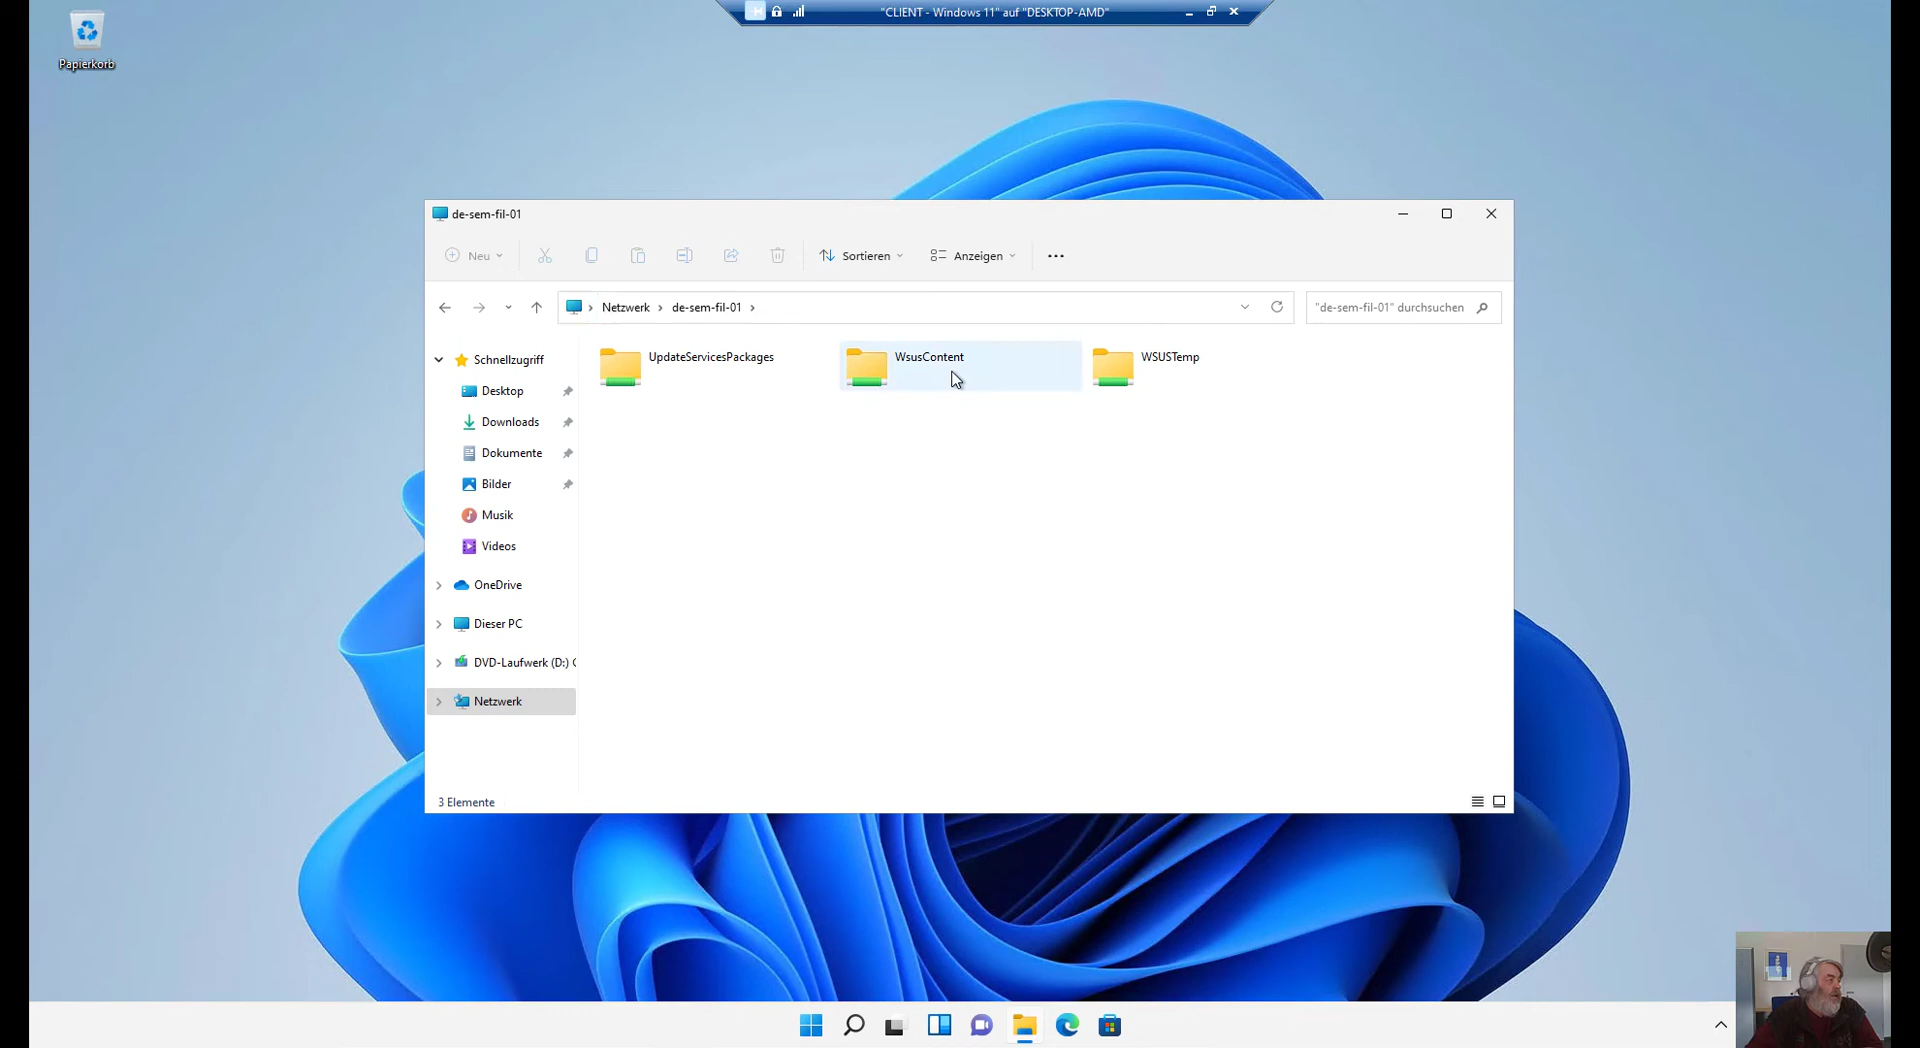 "CLIENT - Windows 11" auf "DESKTOP-AMD"
Papierkorb
de-sem-fil-01
Neu
Sortieren
Anzeigen
Netzwerk
de-sem-fil-01
"de-sem-fil-01" durchsuchen
Schnellzugriff
Desktop
Downloads
Dokumente
Bilder
Musik
Videos
OneDrive
Dieser PC
DVD-Laufwerk (D:)
Netzwerk
UpdateServicesPackages
WsusContent
WSUSTemp
3 Elemente